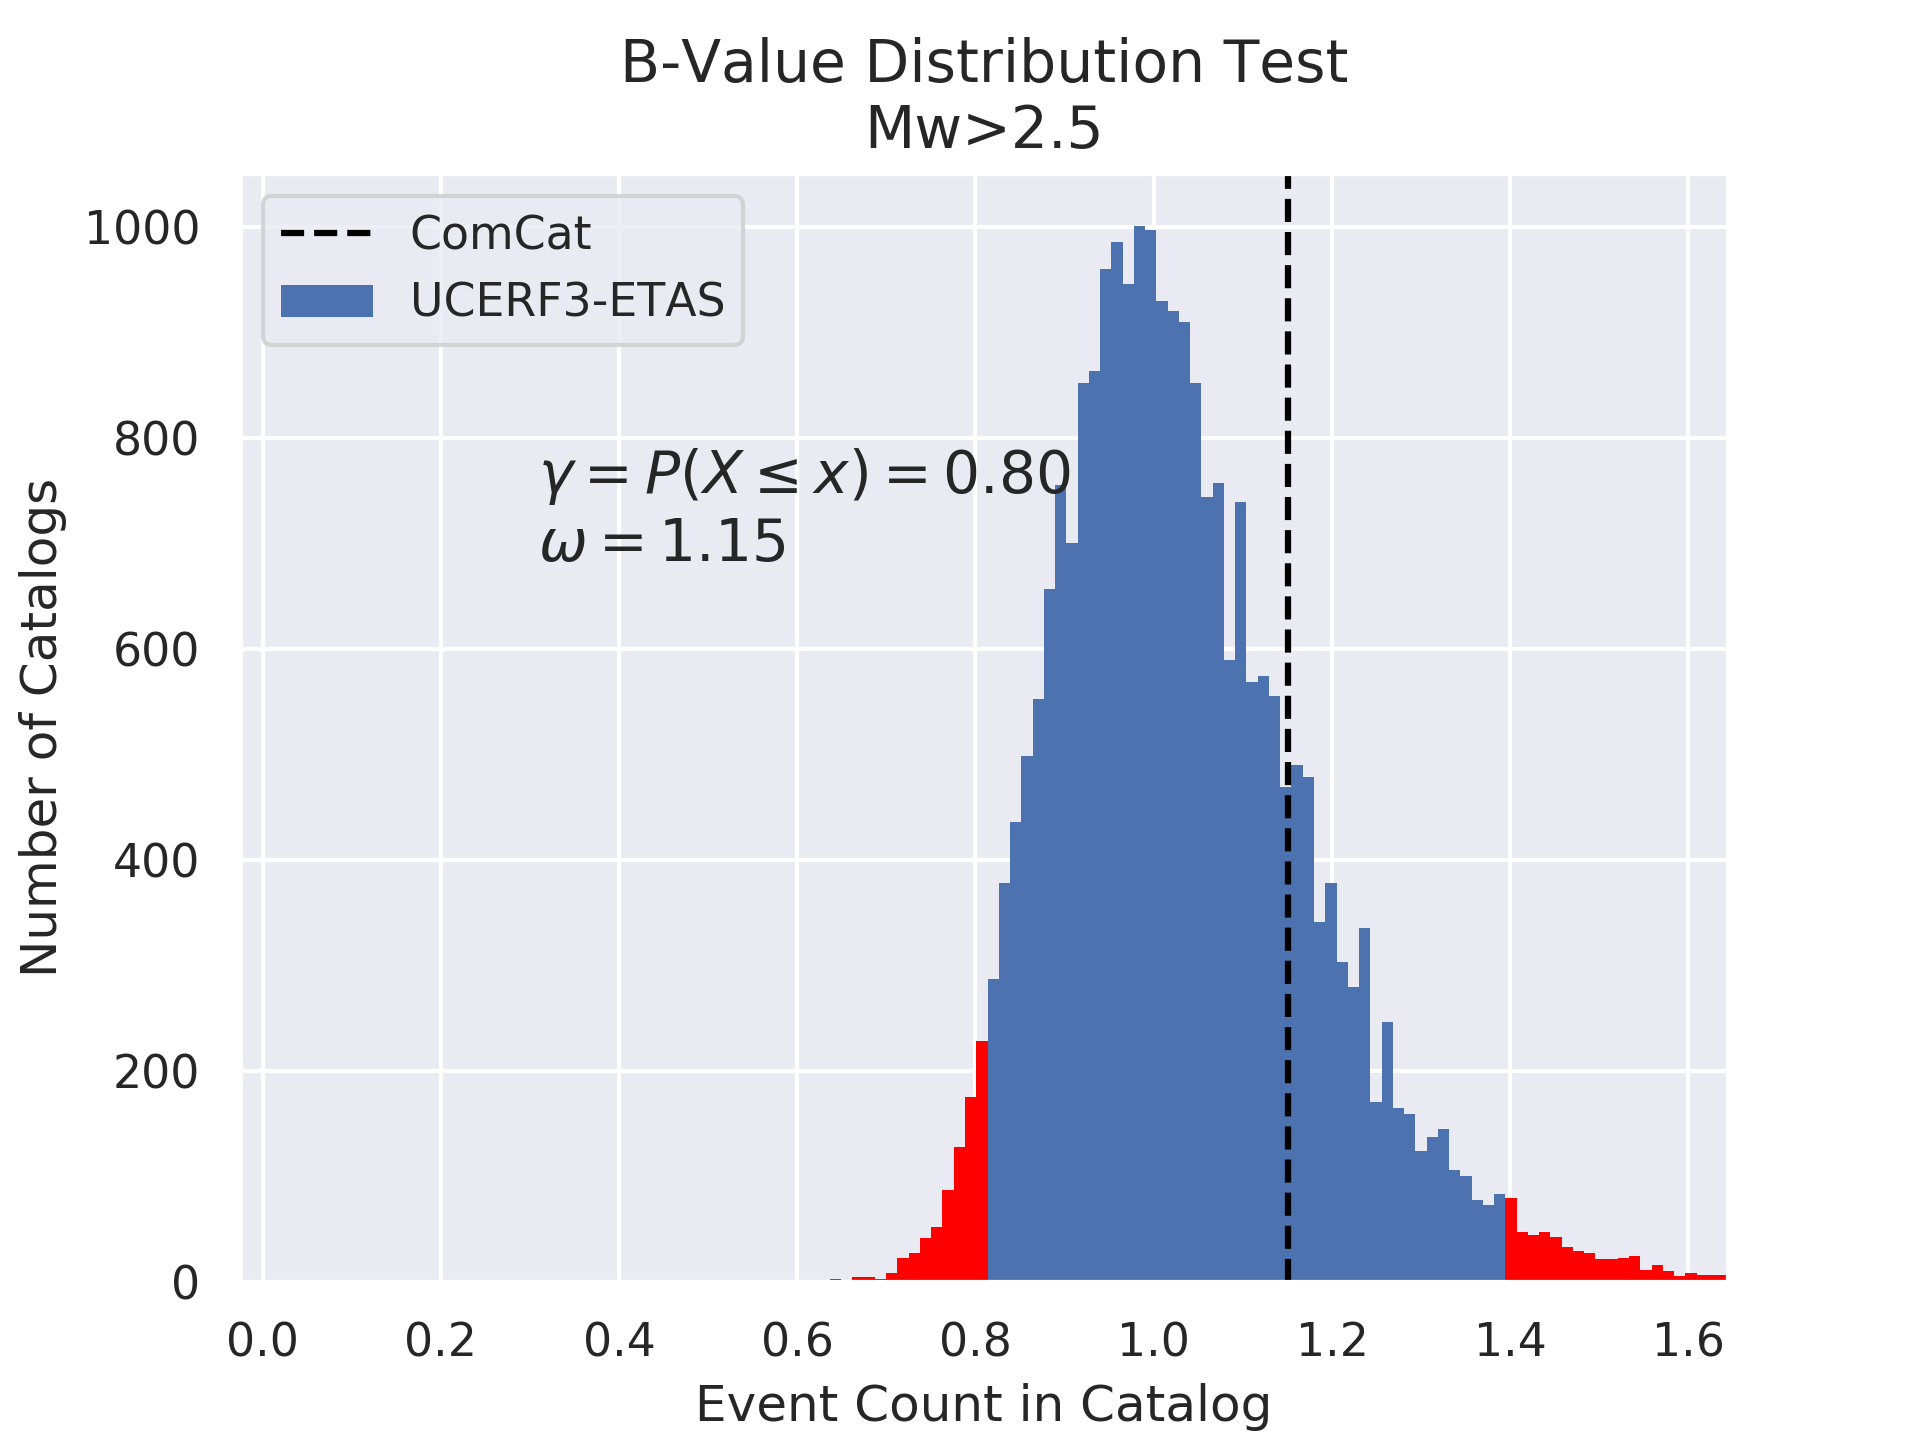 B-Value Distribution Test
Mw>2.5
ComCat
UCERF3-ETAS
γ = P(X ≤ x) = 0.80
ω = 1.15
Number of Catalogs
1000
800
600
400
200
0
0.0 0.2 0.4 0.6 0.8 1.0 1.2 1.4 1.6
Event Count in Catalog